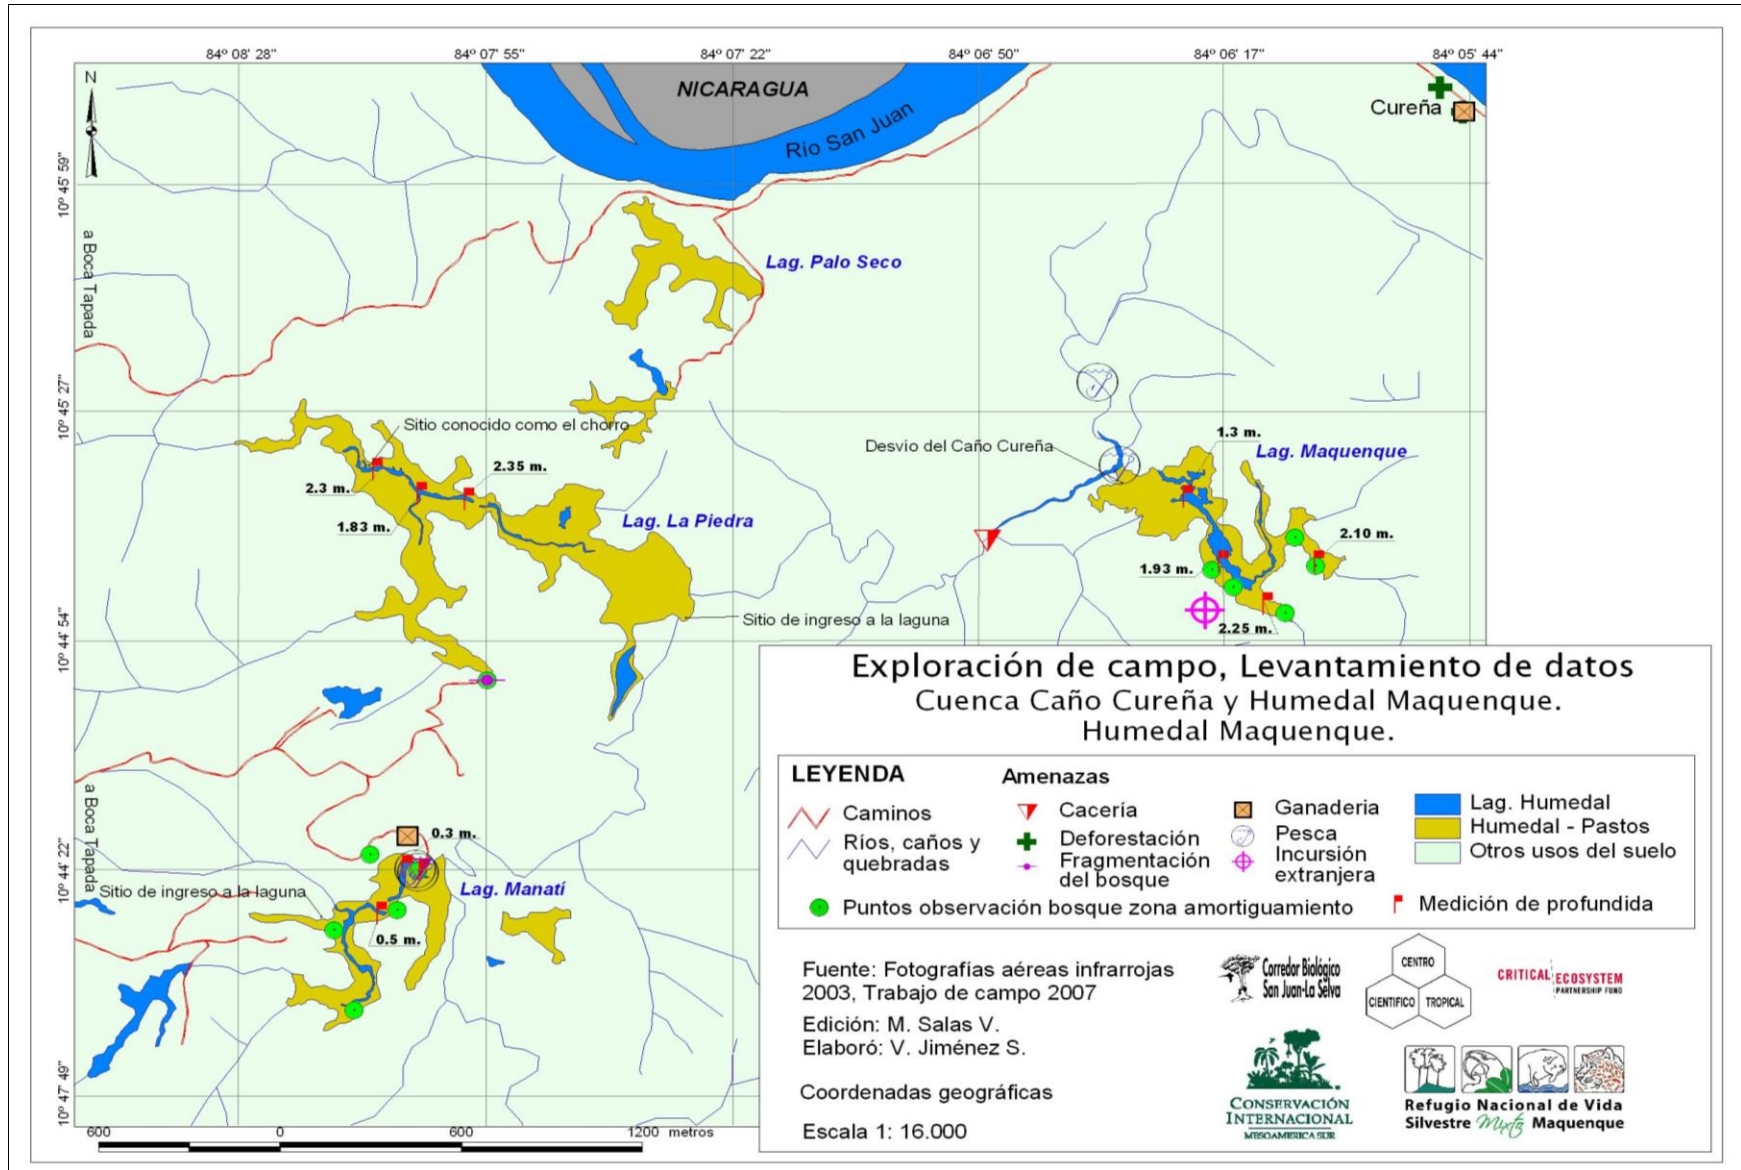 84º 08' 28"
84º 07' 55"
84º 07' 22"
84º 06' 50"
84º 06' 17"
84º 05' 44"
N
NICARAGUA
Río San Juan
Cureña
10º 45' 59"
a Boca Tapada
Lag. Palo Seco
10º 45' 27"
Sitio conocido como el chorro
Desvio del Caño Cureña
1.3 m.
Lag. Maquenque
2.35 m.
2.3 m.
1.83 m.
Lag. La Piedra
2.10 m.
1.93 m.
10º 44' 54"
Sitio de ingreso a la laguna
2.25 m.
a Boca Tapada
0.3 m.
10º 44' 22"
Sitio de ingreso a la laguna
Lag. Manatí
0.5 m.
10º 47' 49"
600 0 600 1200 metros
Exploración de campo, Levantamiento de datos
Cuenca Caño Cureña y Humedal Maquenque.
Humedal Maquenque.
LEYENDA
Caminos
Ríos, caños y
quebradas
Amenazas
Cacería
Deforestación
Fragmentación
del bosque
Ganaderia
Pesca
Incursión
extranjera
Lag. Humedal
Humedal - Pastos
Otros usos del suelo
Puntos observación bosque zona amortiguamiento
Medición de profundida
Fuente: Fotografías aéreas infrarrojas
2003, Trabajo de campo 2007
Edición: M. Salas V.
Elaboró: V. Jiménez S.
Coordenadas geográficas
Escala 1: 16.000
Corredor Biológico
San Juan-La Selva
CENTRO
CIENTIFICO TROPICAL
CRITICAL ECOSYSTEM
PARTNERSHIP FUND
CONSERVACIÓN
INTERNACIONAL
MESOAMERICA SUR
Refugio Nacional de Vida
Silvestre Mixto Maquenque